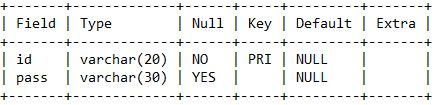 +-------+-------------+------+-----+---------+-------+
| Field | Type        | Null | Key | Default | Extra |
+-------+-------------+------+-----+---------+-------+
| id    | varchar(20) | NO   | PRI | NULL    |       |
| pass  | varchar(30) | YES  |     | NULL    |       |
+-------+-------------+------+-----+---------+-------+